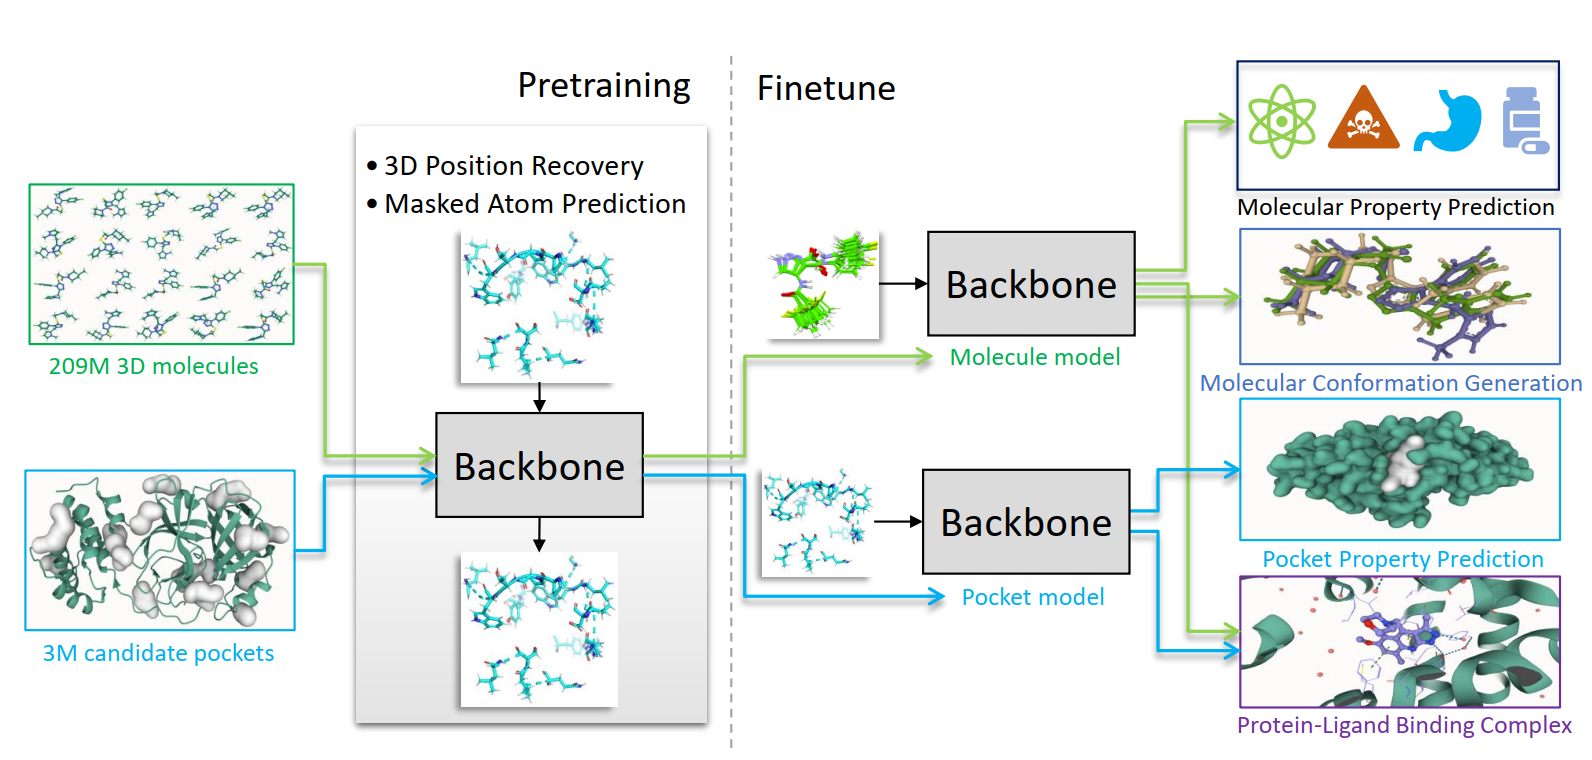 Pretraining
Finetune
• 3D Position Recovery
• Masked Atom Prediction
209M 3D molecules
3M candidate pockets
Backbone
Backbone
Molecule model
Backbone
Pocket model
Molecular Property Prediction
Molecular Conformation Generation
Pocket Property Prediction
Protein-Ligand Binding Complex